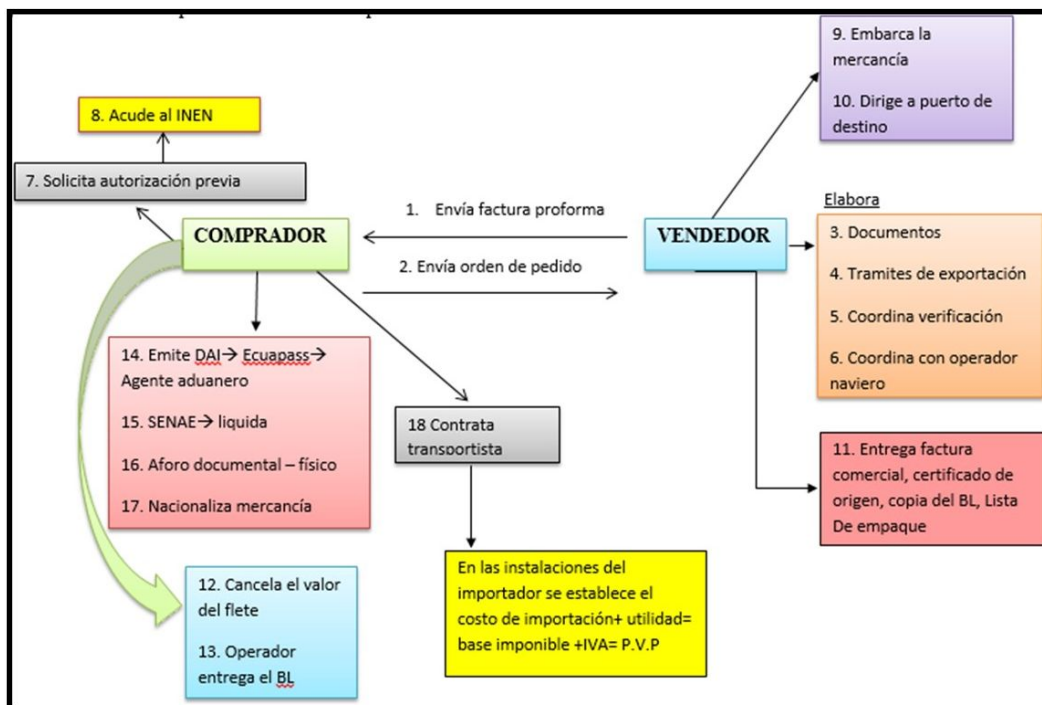 9. Embarca la
mercancía
10. Dirige a puerto de
destino
8. Acude al INEN
7. Solicita autorización previa
1. Envía factura proforma
COMPRADOR
VENDEDOR
2. Envía orden de pedido
Elabora
3. Documentos
4. Tramites de exportación
5. Coordina verificación
6. Coordina con operador
naviero
14. Emite DAI→ Ecuapass→
Agente aduanero
15. SENAE→ liquida
16. Aforo documental – físico
17. Nacionaliza mercancía
18 Contrata
transportista
11. Entrega factura
comercial, certificado de
origen, copia del BL, Lista
De empaque
12. Cancela el valor
del flete
13. Operador
entrega el BL
En las instalaciones del
importador se establece el
costo de importación+ utilidad=
base imponible +IVA= P.V.P